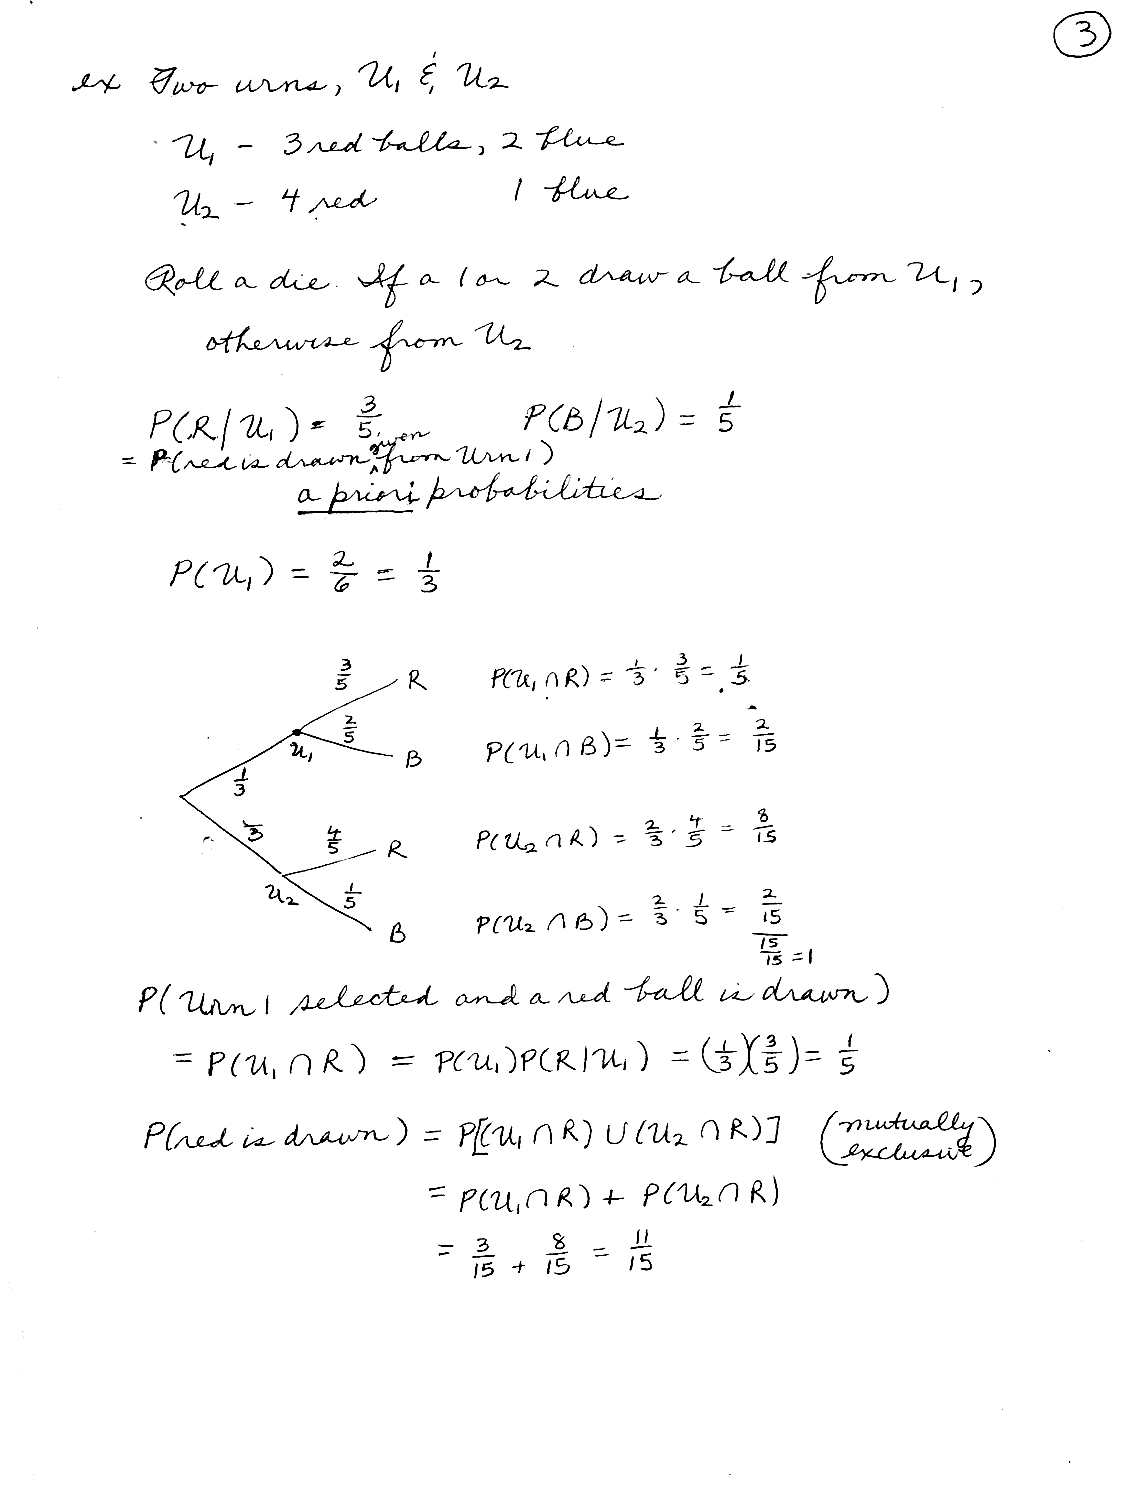 3
ex Two urns, U₁ & U₂
U₁ - 3 red balls, 2 blue
U₂ - 4 red 1 blue
Roll a die. If a 1 or 2 draw a ball from U₁,
otherwise from U₂
P(R/U₁) = 3/5 P(B/U₂) = 1/5
= P(red is drawn given from Urn 1)
a priori probabilities
P(U₁) = 2/6 = 1/3
3/5 R P(U₁ ∩ R) = 1/3 · 3/5 = 1/5
U₁ 2/5 B P(U₁ ∩ B) = 1/3 · 2/5 = 2/15
1/3
/3 4/5 R P(U₂ ∩ R) = 2/3 · 4/5 = 8/15
U₂ 1/5 B P(U₂ ∩ B) = 2/3 · 1/5 = 2/15
15/15 = 1
P(Urn 1 selected and a red ball is drawn)
= P(U₁ ∩ R) = P(U₁)P(R|U₁) = (1/3)(3/5) = 1/5
P(red is drawn) = P[(U₁ ∩ R) ∪ (U₂ ∩ R)] (mutually exclusive)
= P(U₁ ∩ R) + P(U₂ ∩ R)
= 3/15 + 8/15 = 11/15